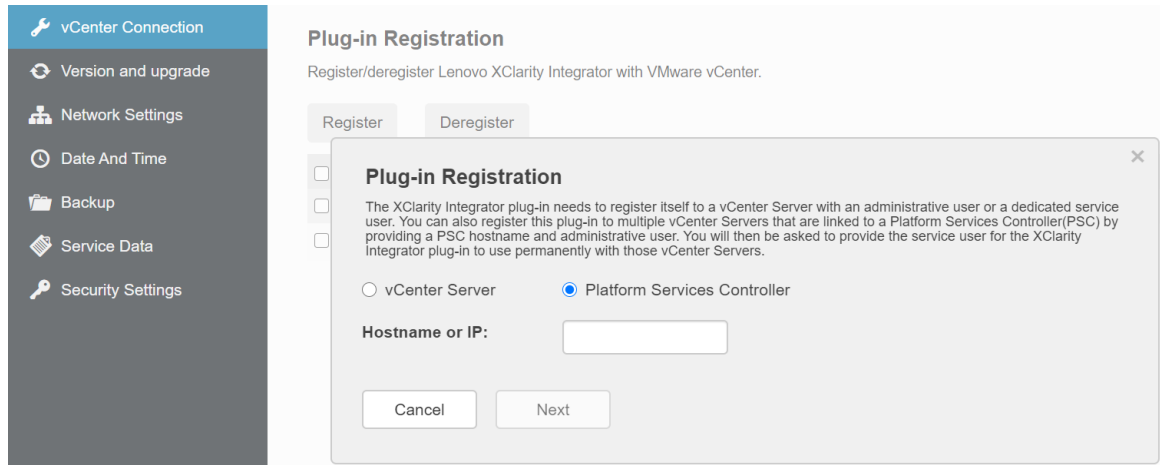 vCenter Connection
Version and upgrade
Network Settings
Date And Time
Backup
Service Data
Security Settings
Plug-in Registration
Register/deregister Lenovo XClarity Integrator with VMware vCenter.
Register Deregister
×
Plug-in Registration
The XClarity Integrator plug-in needs to register itself to a vCenter Server with an administrative user or a dedicated service
user. You can also register this plug-in to multiple vCenter Servers that are linked to a Platform Services Controller(PSC) by
providing a PSC hostname and administrative user. You will then be asked to provide the service user for the XClarity
Integrator plug-in to use permanently with those vCenter Servers.
vCenter Server Platform Services Controller
Hostname or IP:
Cancel Next